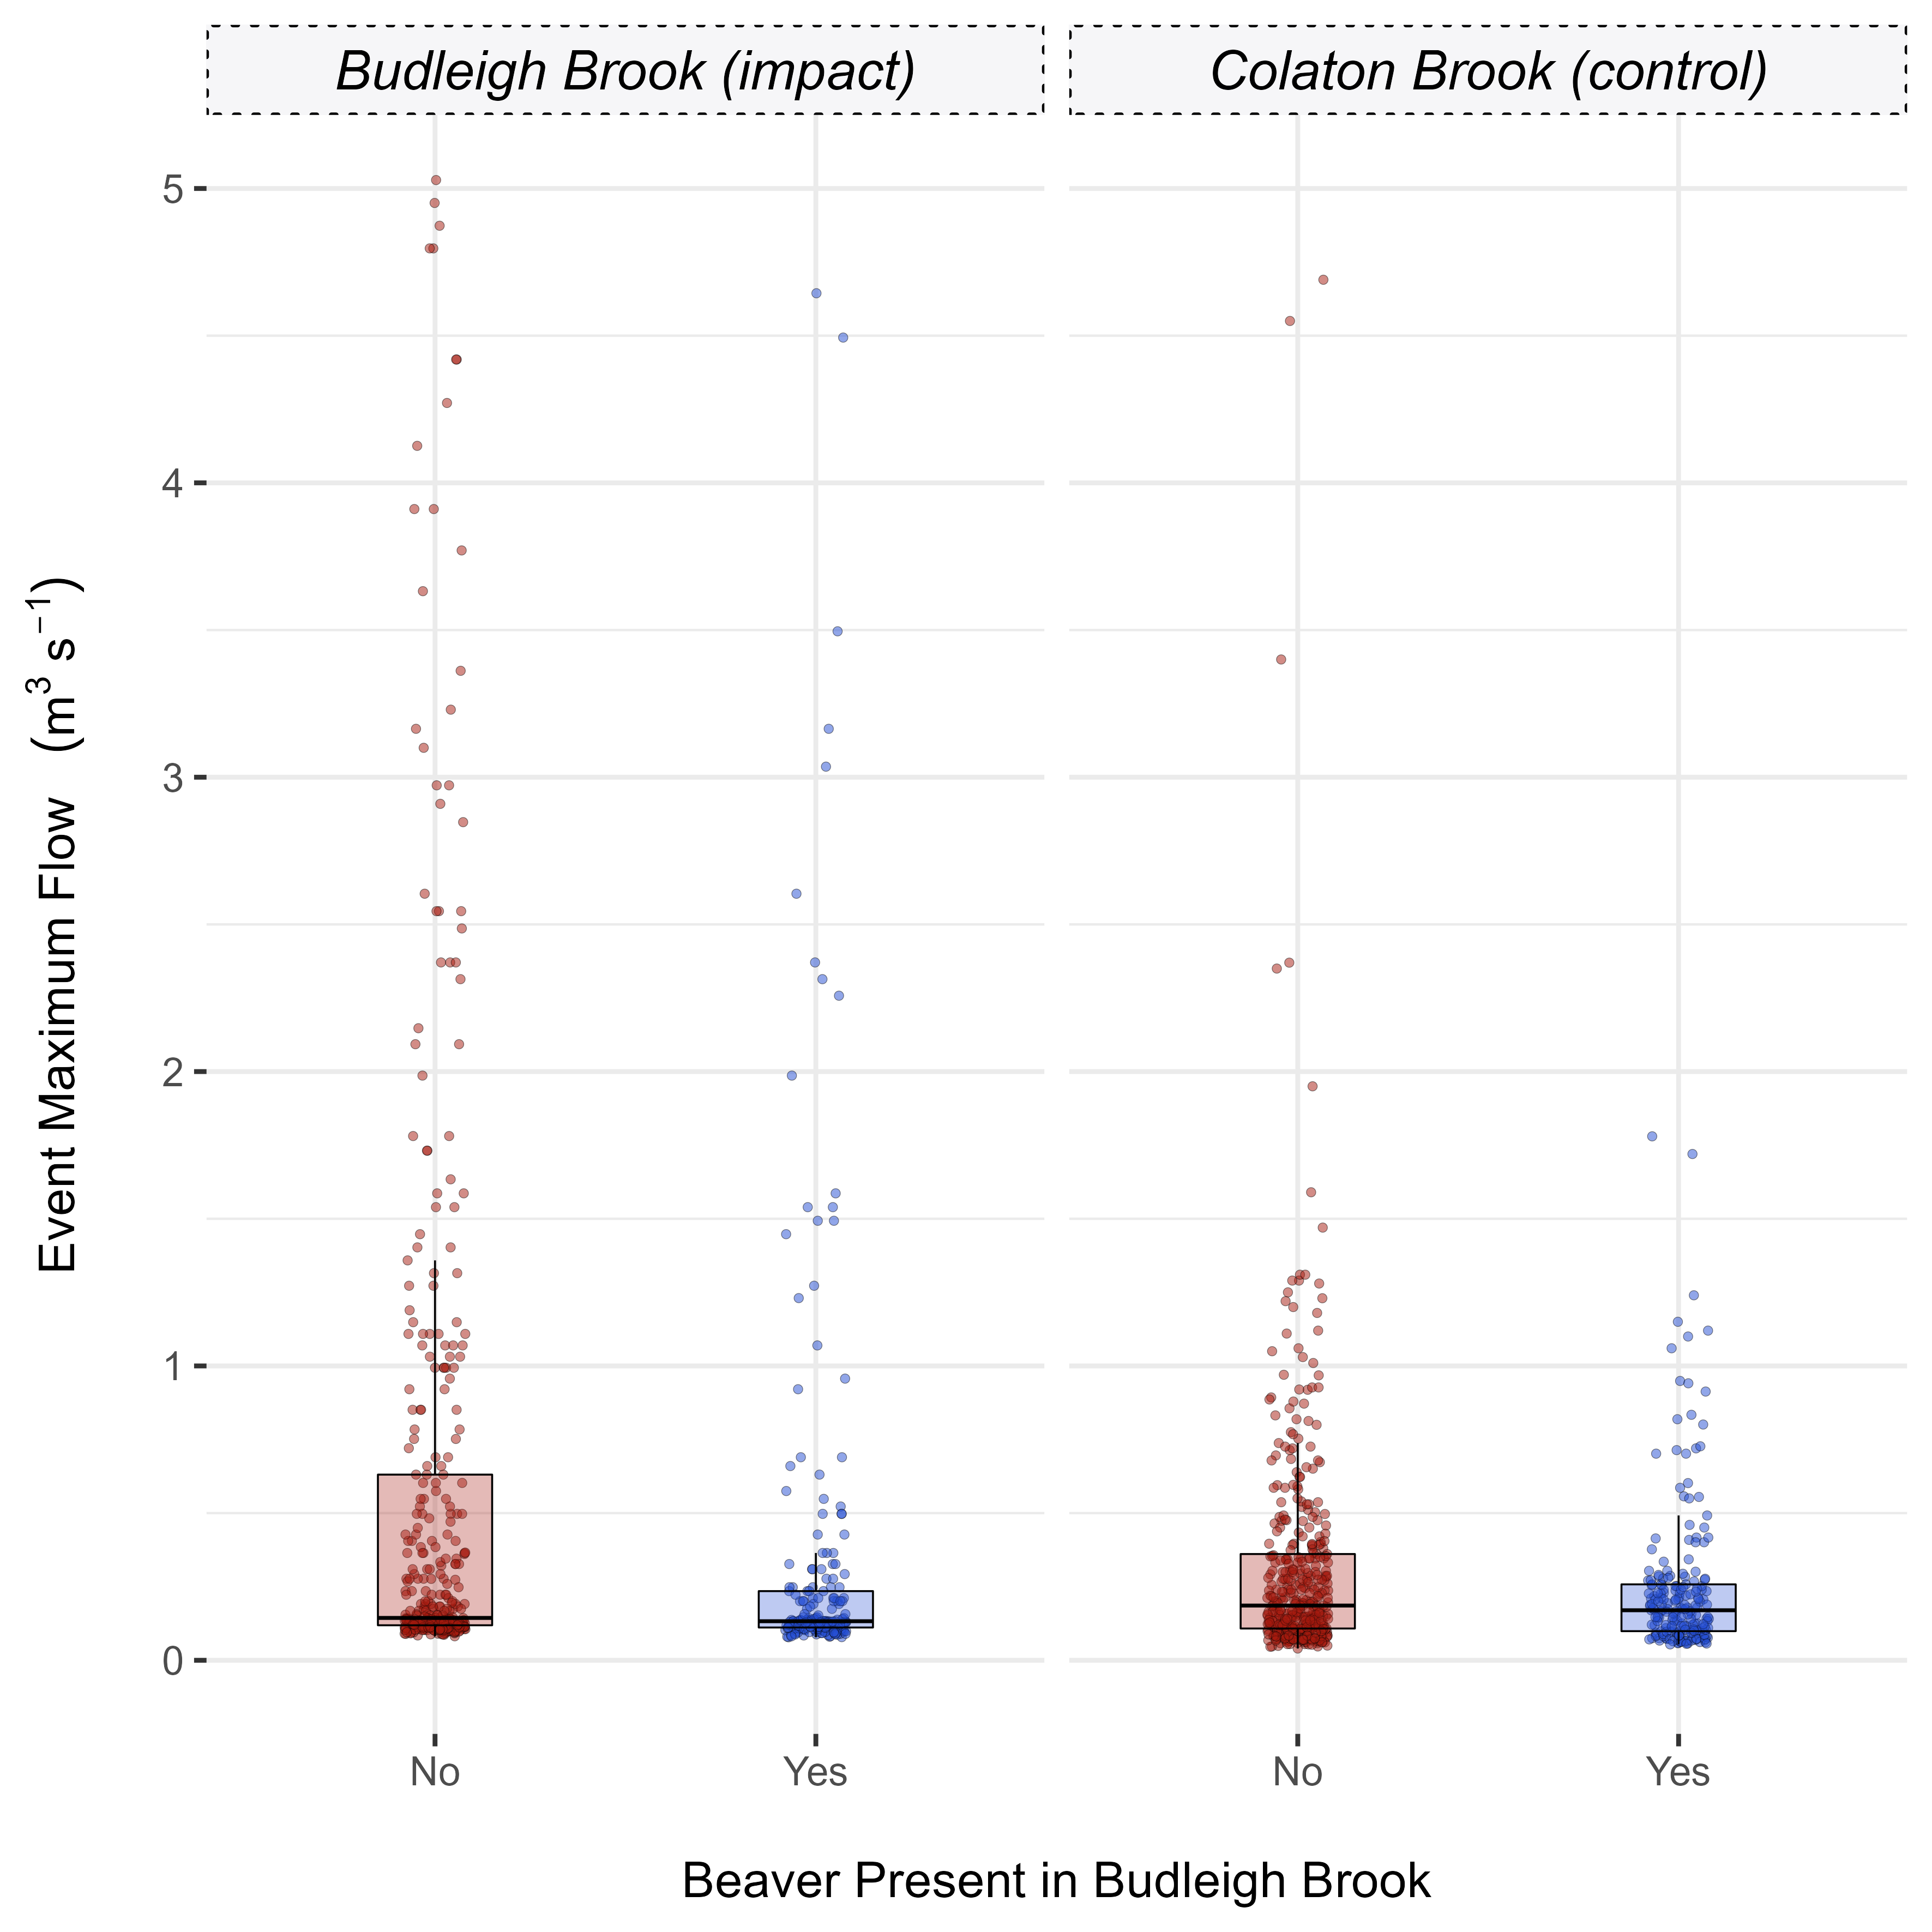 Budleigh Brook (impact)
Colaton Brook (control)
Event Maximum Flow (m³ s⁻¹)
5
4
3
2
1
0
No
Yes
No
Yes
Beaver Present in Budleigh Brook